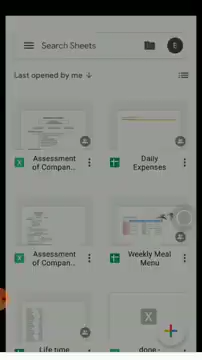 Search Sheets
B
Last opened by me
Assessment
of Compan..
Daily
Expenses
Assessment
of Compan..
Weekly Meal
Menu
Life time
done -